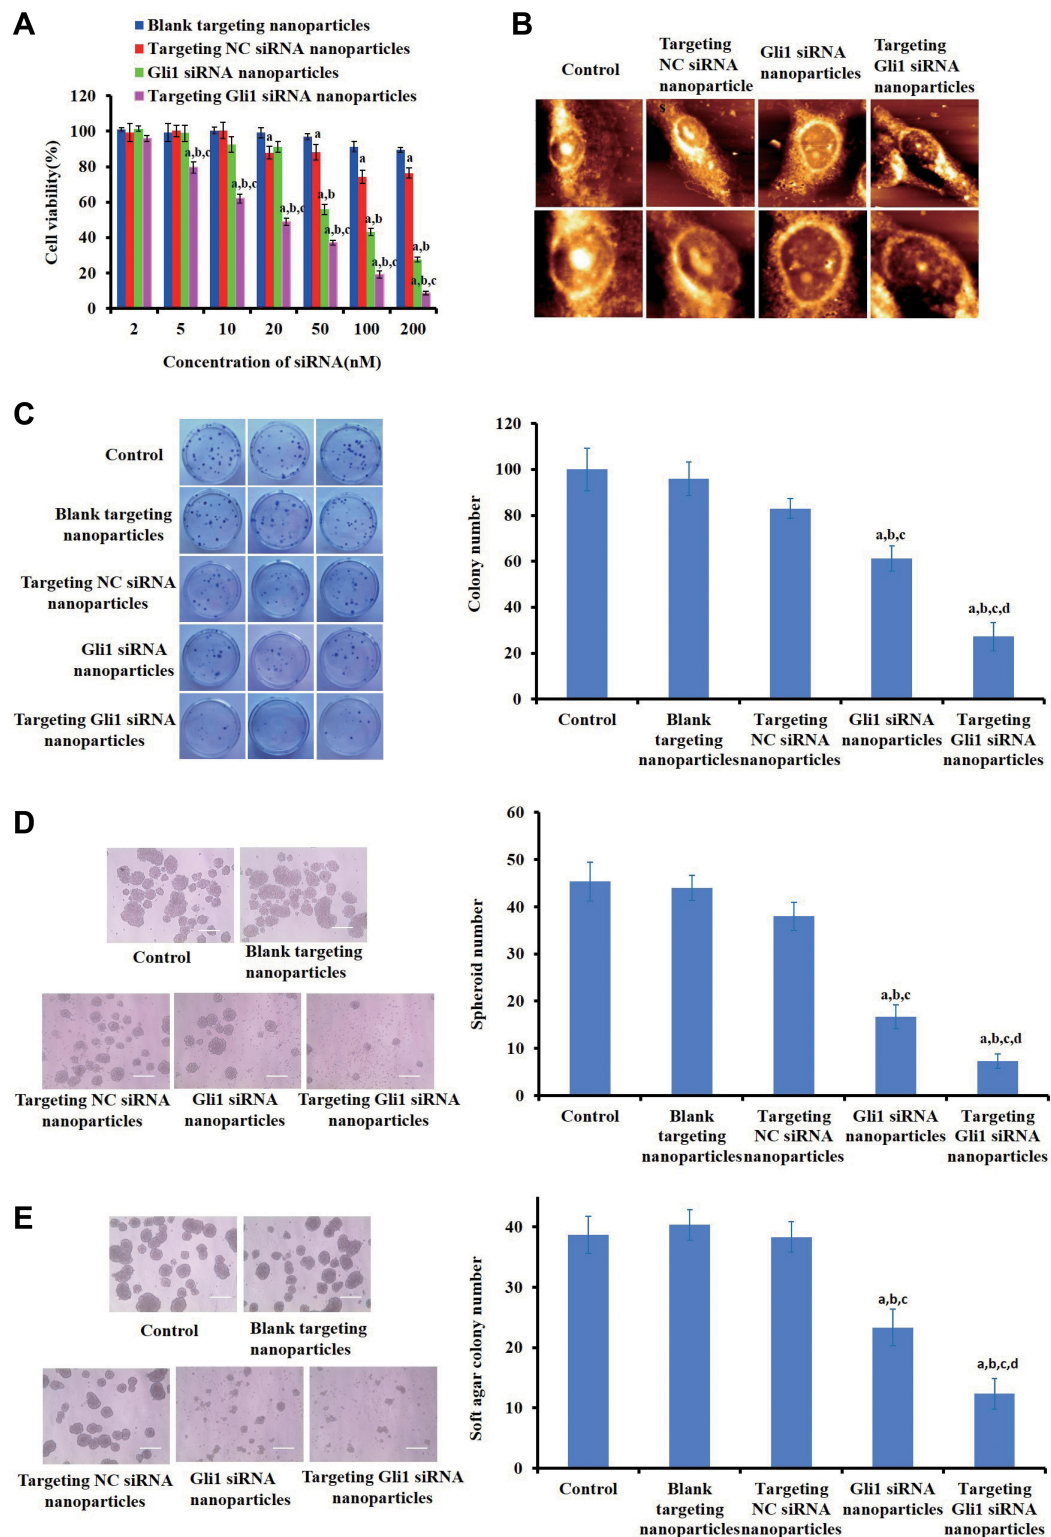 A
Blank targeting nanoparticles
Targeting NC siRNA nanoparticles
Gli1 siRNA nanoparticles
Targeting Gli1 siRNA nanoparticles
Cell viability(%)
120
100
80
60
40
20
0
a,b,c
a,b,c
a
a,b,c
a
a,b
a,b,c
a
a,b
a,b,c
a
a,b
a,b,c
2 5 10 20 50 100 200
Concentration of siRNA(nM)
B
Control
Targeting
NC siRNA
nanoparticle
s
Gli1 siRNA
nanoparticles
Targeting
Gli1 siRNA
nanoparticles
C
Control
Blank targeting
nanoparticles
Targeting NC siRNA
nanoparticles
Gli1 siRNA
nanoparticles
Targeting Gli1 siRNA
nanoparticles
Colony number
120
100
80
60
40
20
0
a,b,c
a,b,c,d
Control
Blank
targeting
nanoparticles
Targeting
NC siRNA
nanoparticles
Gli1 siRNA
nanoparticles
Targeting
Gli1 siRNA
nanoparticles
D
Control
Blank targeting
nanoparticles
Targeting NC siRNA
nanoparticles
Gli1 siRNA
nanoparticles
Targeting Gli1 siRNA
nanoparticles
Spheroid number
60
50
40
30
20
10
0
a,b,c
a,b,c,d
Control
Blank
targeting
nanoparticles
Targeting
NC siRNA
nanoparticles
Gli1 siRNA
nanoparticles
Targeting
Gli1 siRNA
nanoparticles
E
Control
Blank targeting
nanoparticles
Targeting NC siRNA
nanoparticles
Gli1 siRNA
nanoparticles
Targeting Gli1 siRNA
nanoparticles
Soft agar colony number
40
30
20
10
0
a,b,c
a,b,c,d
Control
Blank
targeting
nanoparticles
Targeting
NC siRNA
nanoparticles
Gli1 siRNA
nanoparticles
Targeting
Gli1 siRNA
nanoparticles